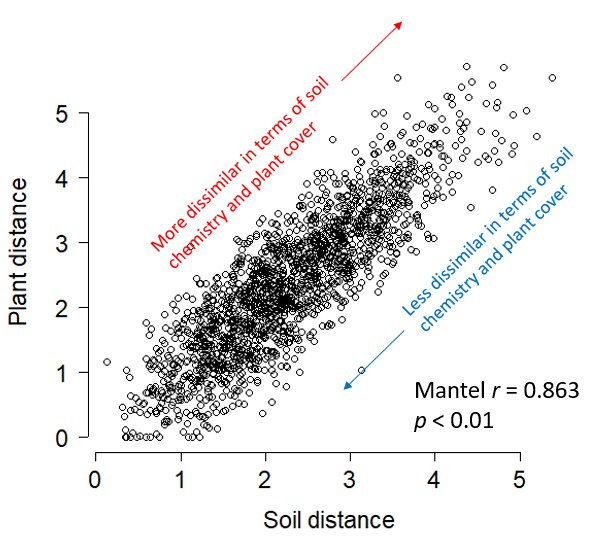 More dissimilar in terms of soil
chemistry and plant cover
Less dissimilar in terms of soil
chemistry and plant cover
Plant distance
5
4
3
2
1
0
Mantel r = 0.863
p < 0.01
0 1 2 3 4 5
Soil distance